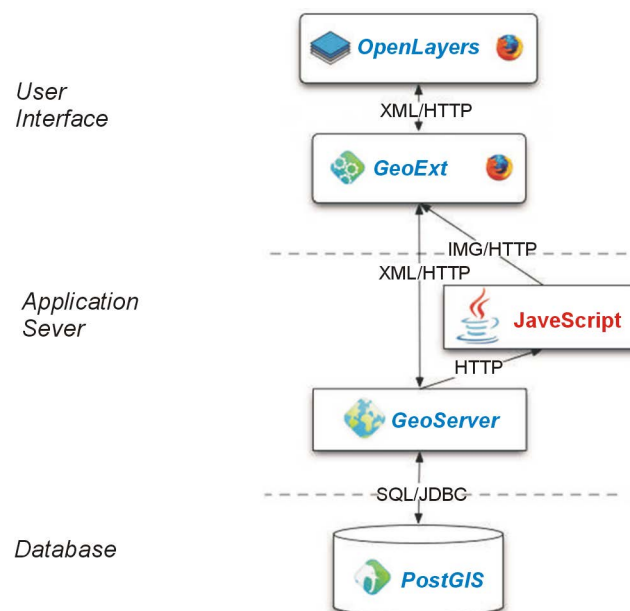 OpenLayers
User
Interface
XML/HTTP
GeoExt
IMG/HTTP
XML/HTTP
Application
Sever
JaveScript
HTTP
GeoServer
SQL/JDBC
Database
PostGIS